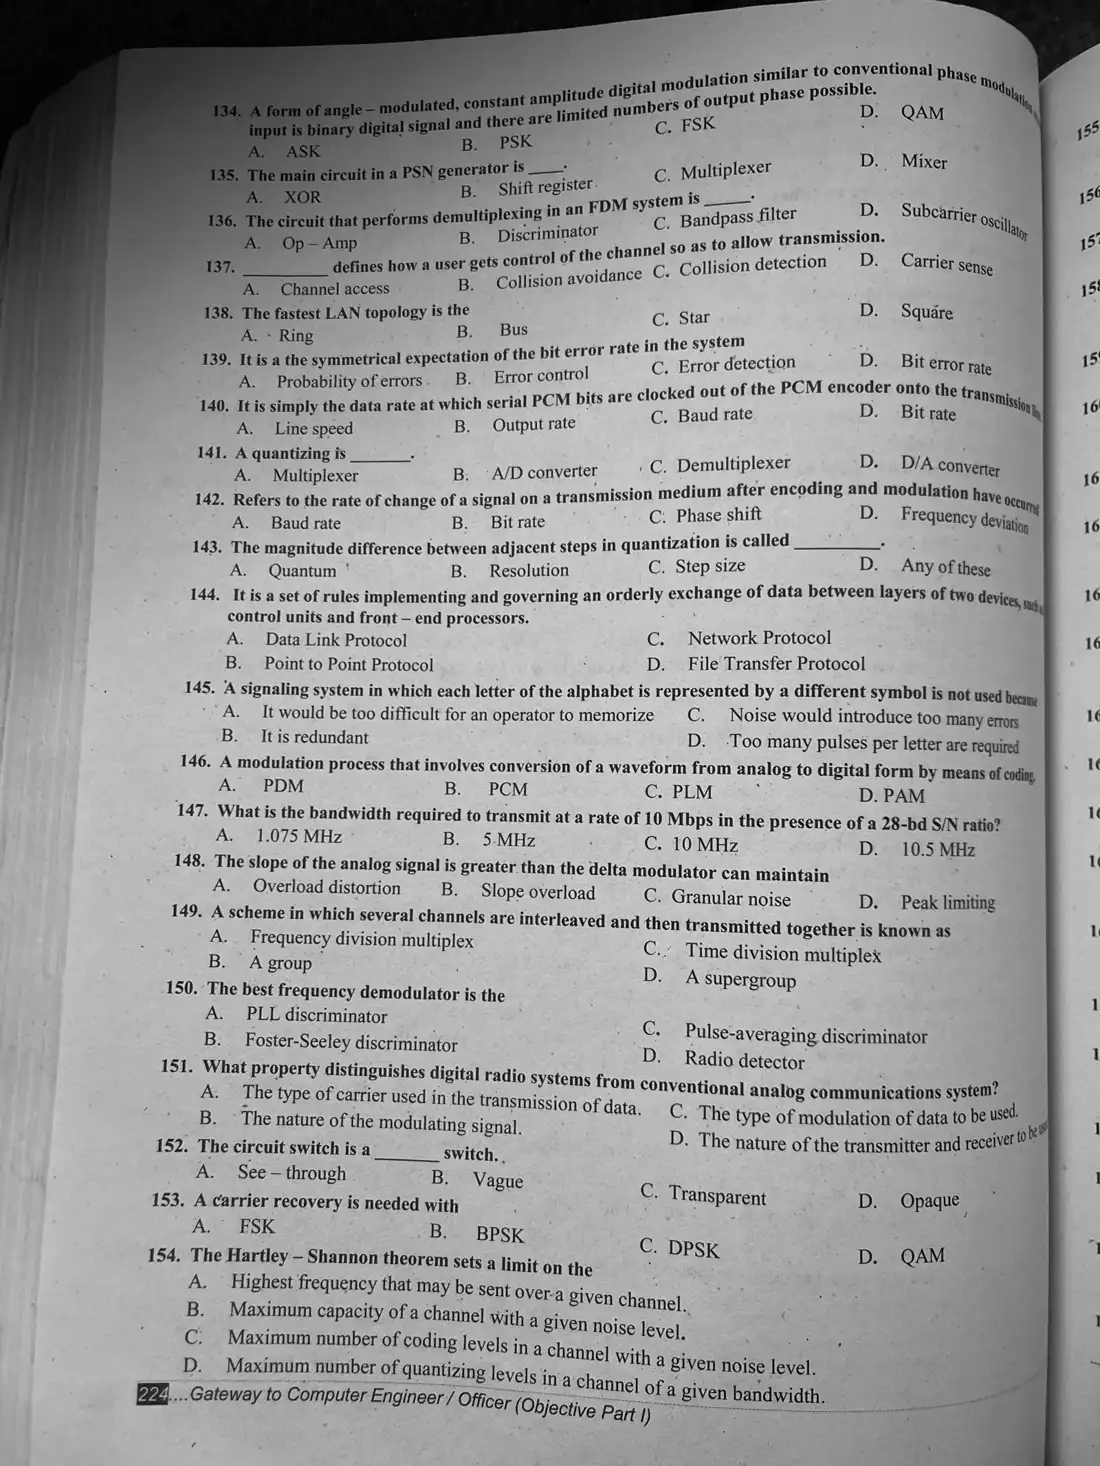 134. A form of angle – modulated, constant amplitude digital modulation similar to conventional phase modulation,
input is binary digital signal and there are limited numbers of output phase possible.
A. ASK B. PSK C. FSK D. QAM
135. The main circuit in a PSN generator is ____.
A. XOR B. Shift register C. Multiplexer D. Mixer
136. The circuit that performs demultiplexing in an FDM system is _____.
A. Op – Amp B. Discriminator C. Bandpass filter D. Subcarrier oscillator
137. _________ defines how a user gets control of the channel so as to allow transmission.
A. Channel access B. Collision avoidance C. Collision detection D. Carrier sense
138. The fastest LAN topology is the
A. Ring B. Bus C. Star D. Square
139. It is a the symmetrical expectation of the bit error rate in the system
A. Probability of errors B. Error control C. Error detection D. Bit error rate
140. It is simply the data rate at which serial PCM bits are clocked out of the PCM encoder onto the transmission
A. Line speed B. Output rate C. Baud rate D. Bit rate
141. A quantizing is ______.
A. Multiplexer B. A/D converter C. Demultiplexer D. D/A converter
142. Refers to the rate of change of a signal on a transmission medium after encoding and modulation have occurred
A. Baud rate B. Bit rate C. Phase shift D. Frequency deviation
143. The magnitude difference between adjacent steps in quantization is called _________.
A. Quantum B. Resolution C. Step size D. Any of these
144. It is a set of rules implementing and governing an orderly exchange of data between layers of two devices, such
control units and front – end processors.
A. Data Link Protocol C. Network Protocol
B. Point to Point Protocol D. File Transfer Protocol
145. A signaling system in which each letter of the alphabet is represented by a different symbol is not used because
A. It would be too difficult for an operator to memorize C. Noise would introduce too many errors
B. It is redundant D. Too many pulses per letter are required
146. A modulation process that involves conversion of a waveform from analog to digital form by means of coding.
A. PDM B. PCM C. PLM D. PAM
147. What is the bandwidth required to transmit at a rate of 10 Mbps in the presence of a 28-bd S/N ratio?
A. 1.075 MHz B. 5 MHz C. 10 MHz D. 10.5 MHz
148. The slope of the analog signal is greater than the delta modulator can maintain
A. Overload distortion B. Slope overload C. Granular noise D. Peak limiting
149. A scheme in which several channels are interleaved and then transmitted together is known as
A. Frequency division multiplex C. Time division multiplex
B. A group D. A supergroup
150. The best frequency demodulator is the
A. PLL discriminator C. Pulse-averaging discriminator
B. Foster-Seeley discriminator D. Radio detector
151. What property distinguishes digital radio systems from conventional analog communications system?
A. The type of carrier used in the transmission of data. C. The type of modulation of data to be used.
B. The nature of the modulating signal. D. The nature of the transmitter and receiver to be
152. The circuit switch is a _______ switch.
A. See – through B. Vague C. Transparent D. Opaque
153. A carrier recovery is needed with
A. FSK B. BPSK C. DPSK D. QAM
154. The Hartley – Shannon theorem sets a limit on the
A. Highest frequency that may be sent over a given channel.
B. Maximum capacity of a channel with a given noise level.
C. Maximum number of coding levels in a channel with a given noise level.
D. Maximum number of quantizing levels in a channel of a given bandwidth.
224....Gateway to Computer Engineer / Officer (Objective Part I)
155
156